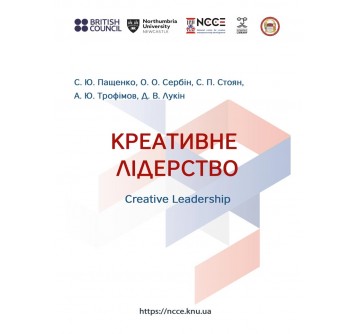 BRITISH COUNCIL
Northumbria University
NEWCASTLE
NCCE
С. Ю. Пащенко, О. О. Сербін, С. П. Стоян,
А. Ю. Трофімов, Д. В. Лукін
КРЕАТИВНЕ
ЛІДЕРСТВО
Creative Leadership
https://ncce.knu.ua